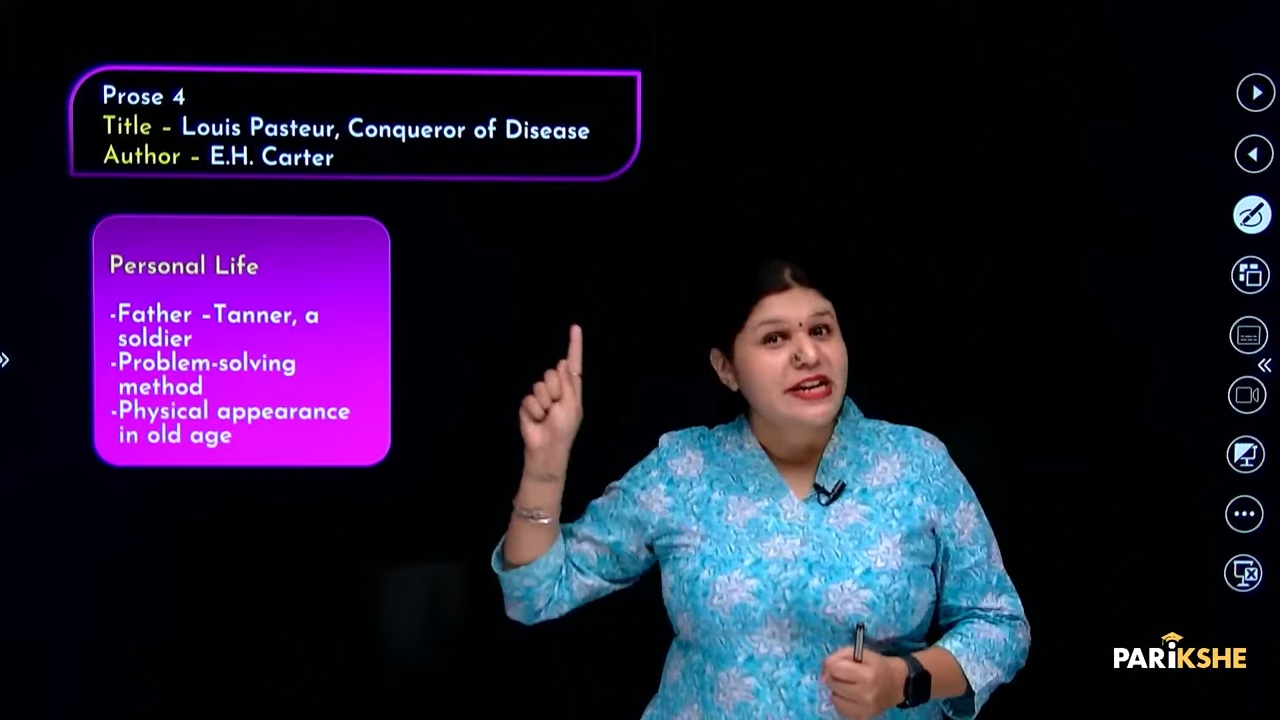 Prose 4
Title – Louis Pasteur, Conqueror of Disease
Author – E.H. Carter
Personal Life
-Father –Tanner, a
soldier
-Problem-solving
method
-Physical appearance
in old age
PARIKSHE